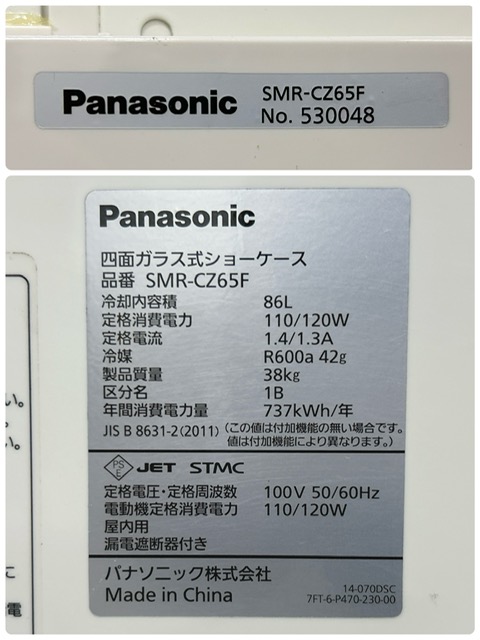 Panasonic SMR-CZ65F
No. 530048
Panasonic
四面ガラス式ショーケース
品番 SMR-CZ65F
冷却内容積 86L
定格消費電力 110/120W
定格電流 1.4/1.3A
冷媒 R600a 42g
製品質量 38kg
区分名 1B
年間消費電力量 737kWh/年
JIS B 8631-2(2011) (この値は付加機能の無い場合です。
値は付加機能により異なります。)
PS
E JET STMC
定格電圧・定格周波数 100V 50/60Hz
電動機定格消費電力 110/120W
屋内用
漏電遮断器付き
パナソニック株式会社
Made in China
14-070DSC
7FT-6-P470-230-00
い。
い。
に
電